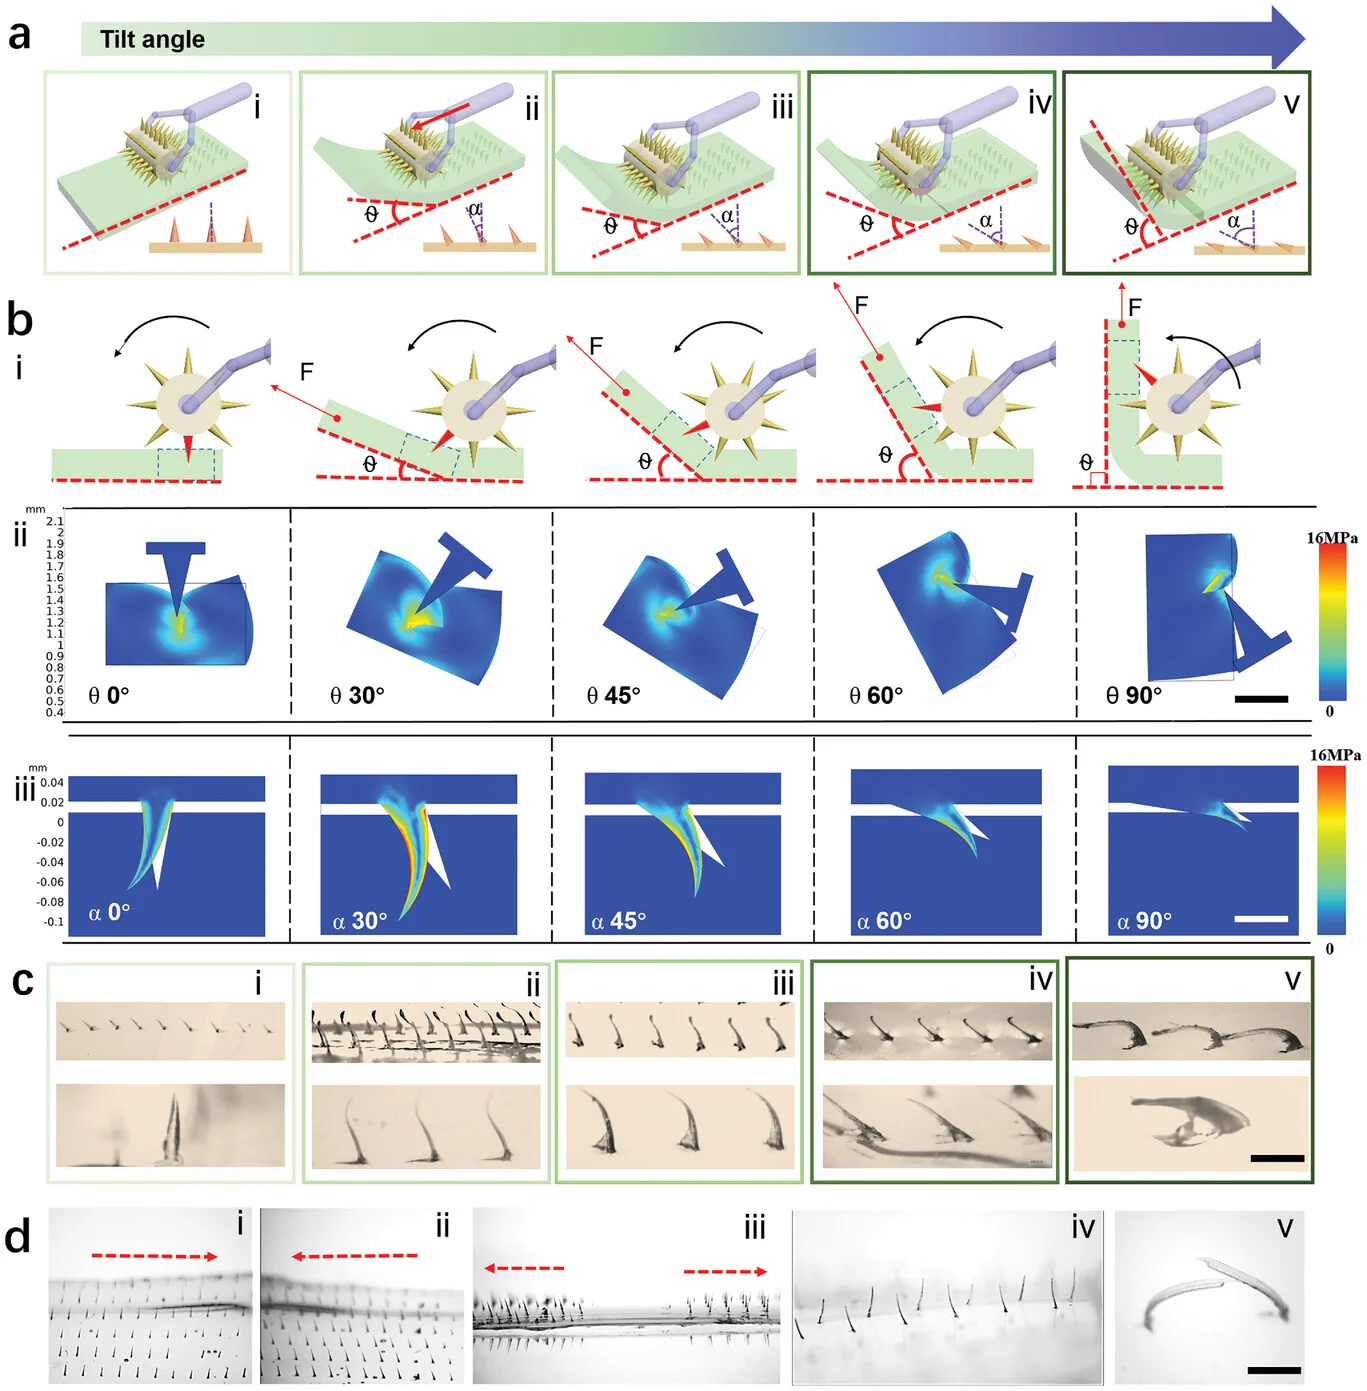 a
Tilt angle
i
ii
iii
iv
v
ϑ
α
ϑ
α
ϑ
α
ϑ
α
b
i
F
F
F
F
ϑ
ϑ
ϑ
ϑ
ii
mm
2.1
2
1.9
1.8
1.7
1.6
1.5
1.4
1.3
1.2
1.1
1
0.9
0.8
0.7
0.6
0.5
0.4
θ 0°
θ 30°
θ 45°
θ 60°
θ 90°
16MPa
0
iii
mm
0.04
0.02
0
-0.02
-0.04
-0.06
-0.08
-0.1
α 0°
α 30°
α 45°
α 60°
α 90°
16MPa
0
c
i
ii
iii
iv
v
d
i
ii
iii
iv
v